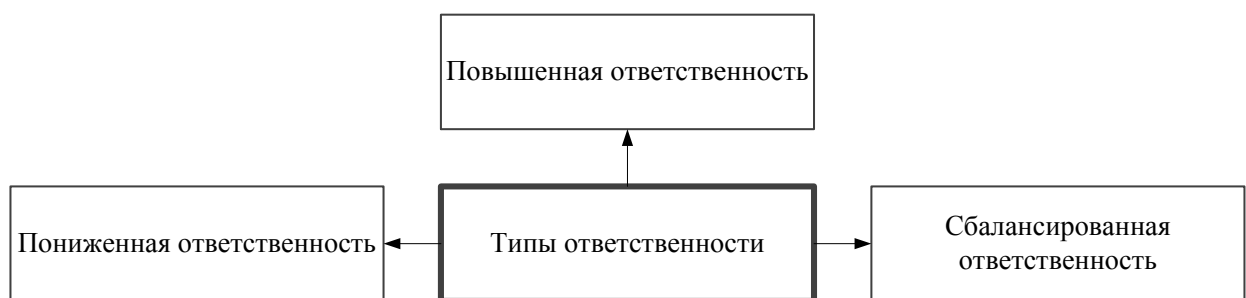 Повышенная ответственность
Пониженная ответственность
Типы ответственности
Сбалансированная
ответственность